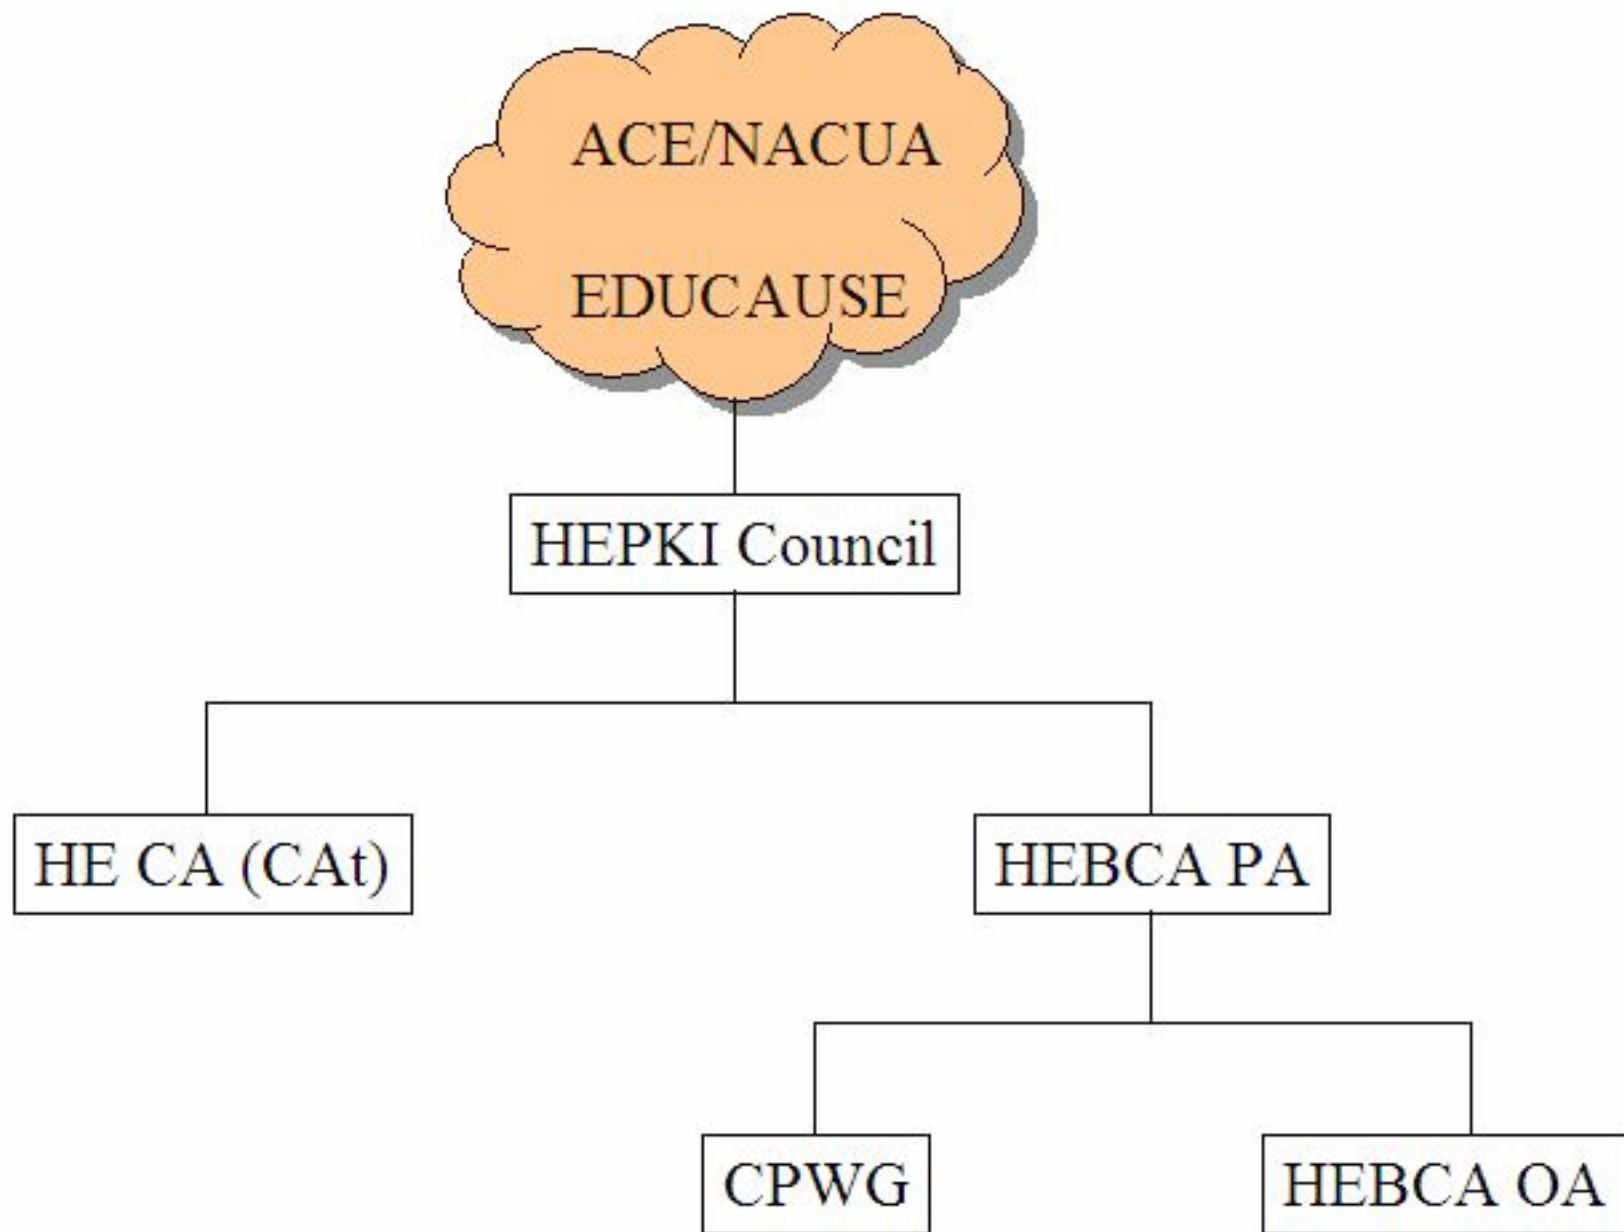 ACE/NACUA
EDUCAUSE
HEPKI Council
HE CA (CAt)
HEBCA PA
CPWG
HEBCA OA